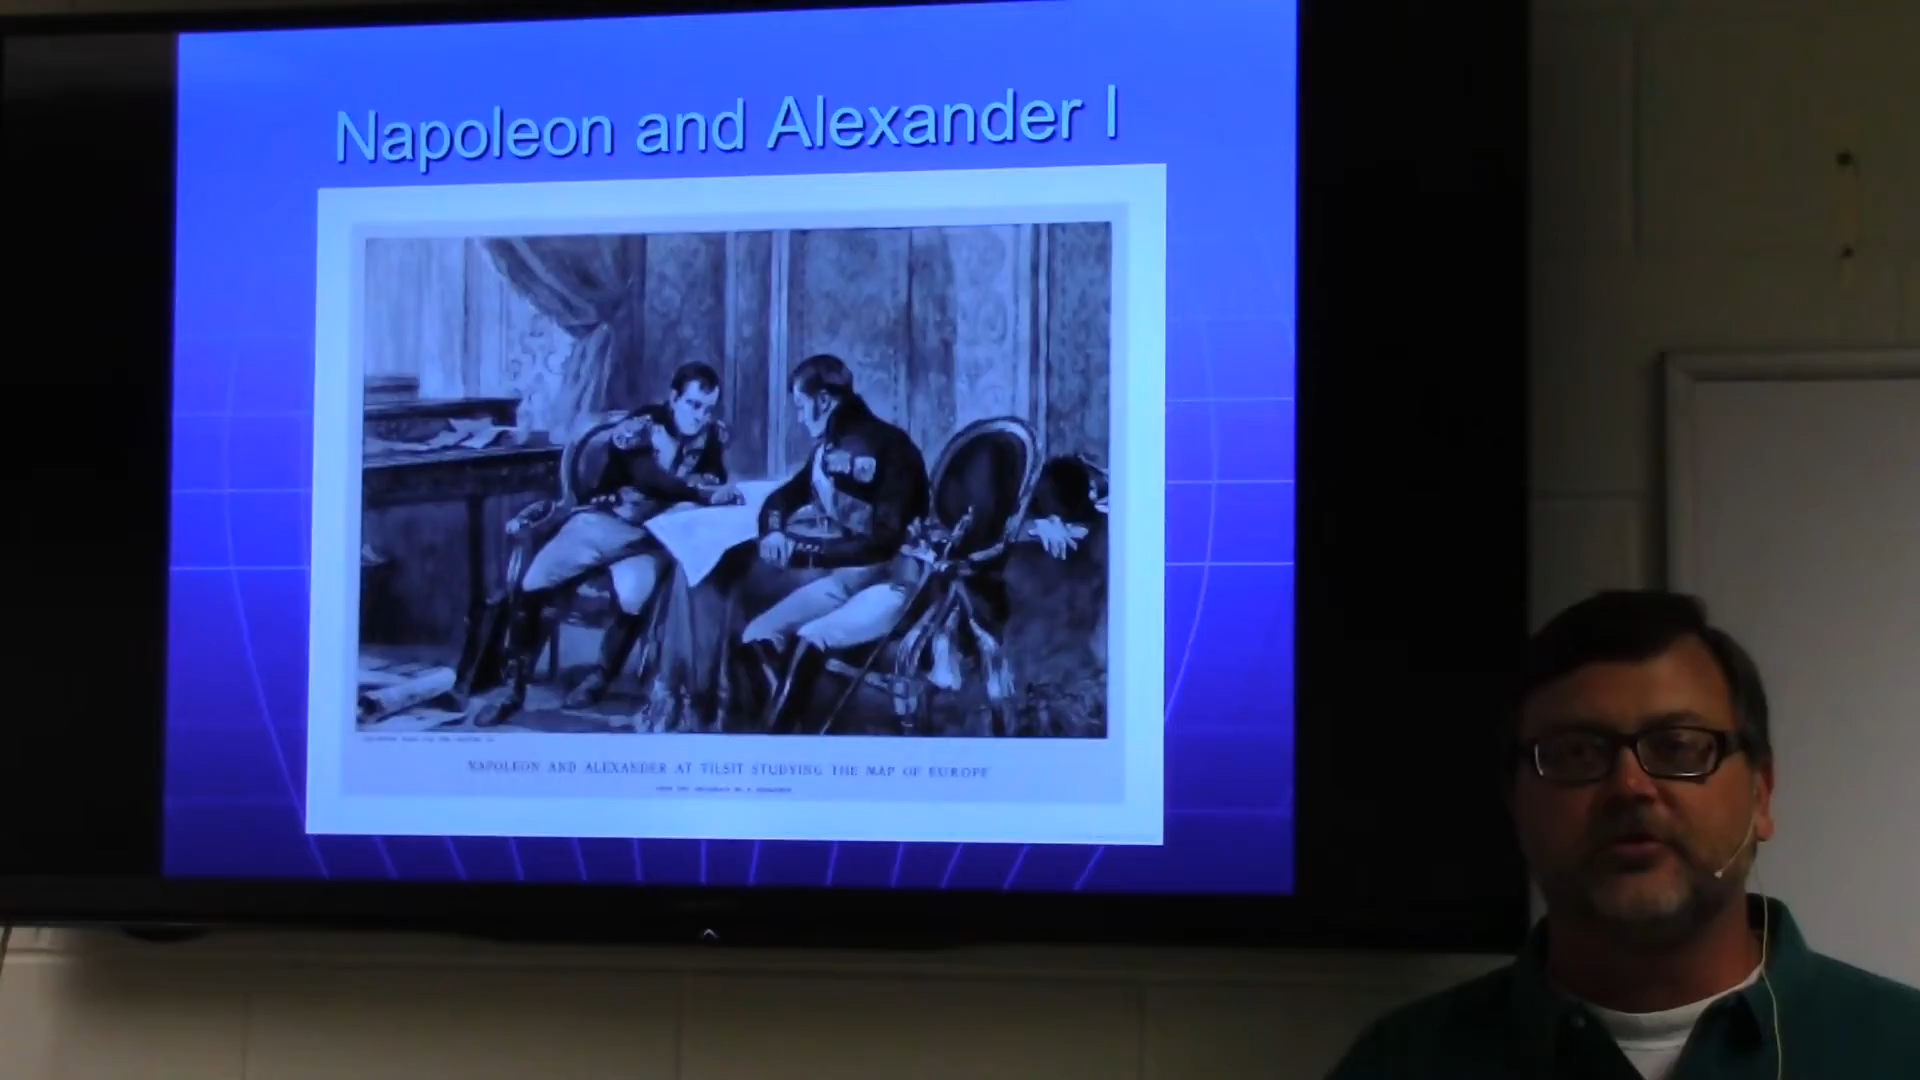 Napoleon and Alexander I
NAPOLEON AND ALEXANDER AT TILSIT STUDYING THE MAP OF EUROPE